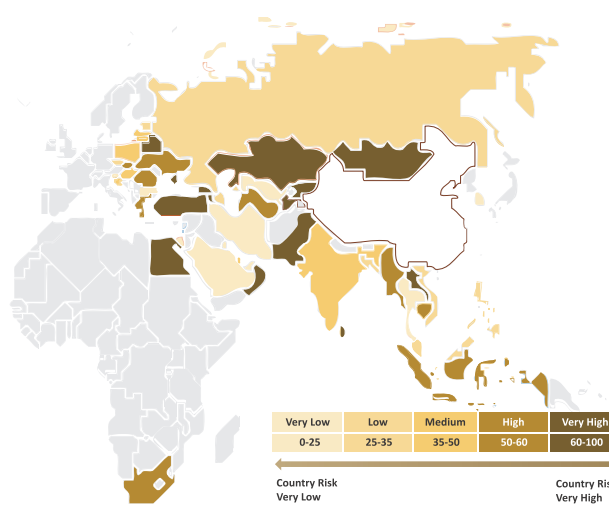 Very Low Low Medium High Very High
0-25 25-35 35-50 50-60 60-100
Country Risk
Very Low
Country Ris
Very High